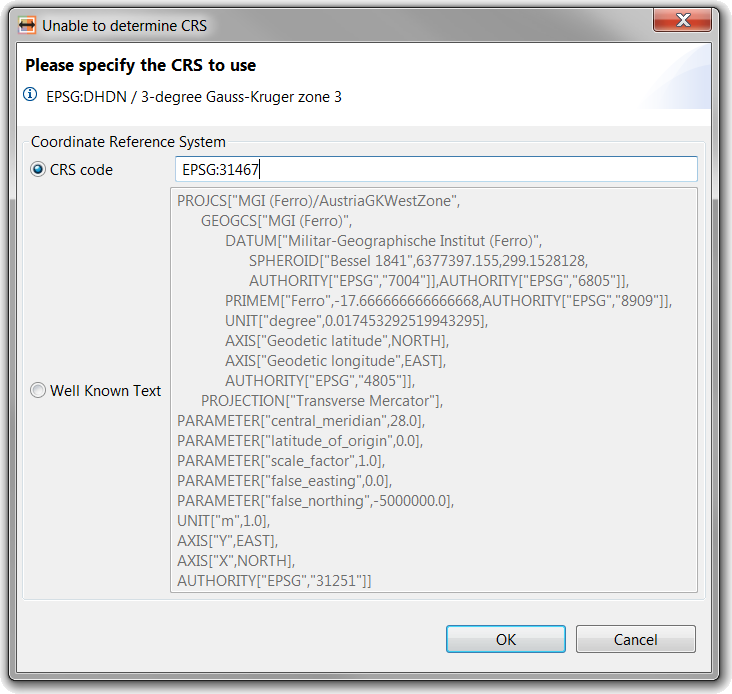 Unable to determine CRS
Please specify the CRS to use
EPSG:DHDN / 3-degree Gauss-Kruger zone 3
Coordinate Reference System
CRS code
EPSG:31467
PROJCS["MGI (Ferro)/AustriaGKWestZone",
GEOGCS["MGI (Ferro)",
DATUM["Militar-Geographische Institut (Ferro)",
SPHEROID["Bessel 1841",6377397.155,299.1528128,
AUTHORITY["EPSG","7004"]],AUTHORITY["EPSG","6805"]],
PRIMEM["Ferro",-17.666666666666668,AUTHORITY["EPSG","8909"]],
UNIT["degree",0.017453292519943295],
AXIS["Geodetic latitude",NORTH],
AXIS["Geodetic longitude",EAST],
AUTHORITY["EPSG","4805"]],
Well Known Text
PROJECTION["Transverse Mercator"],
PARAMETER["central_meridian",28.0],
PARAMETER["latitude_of_origin",0.0],
PARAMETER["scale_factor",1.0],
PARAMETER["false_easting",0.0],
PARAMETER["false_northing",-5000000.0],
UNIT["m",1.0],
AXIS["Y",EAST],
AXIS["X",NORTH],
AUTHORITY["EPSG","31251"]]
OK
Cancel